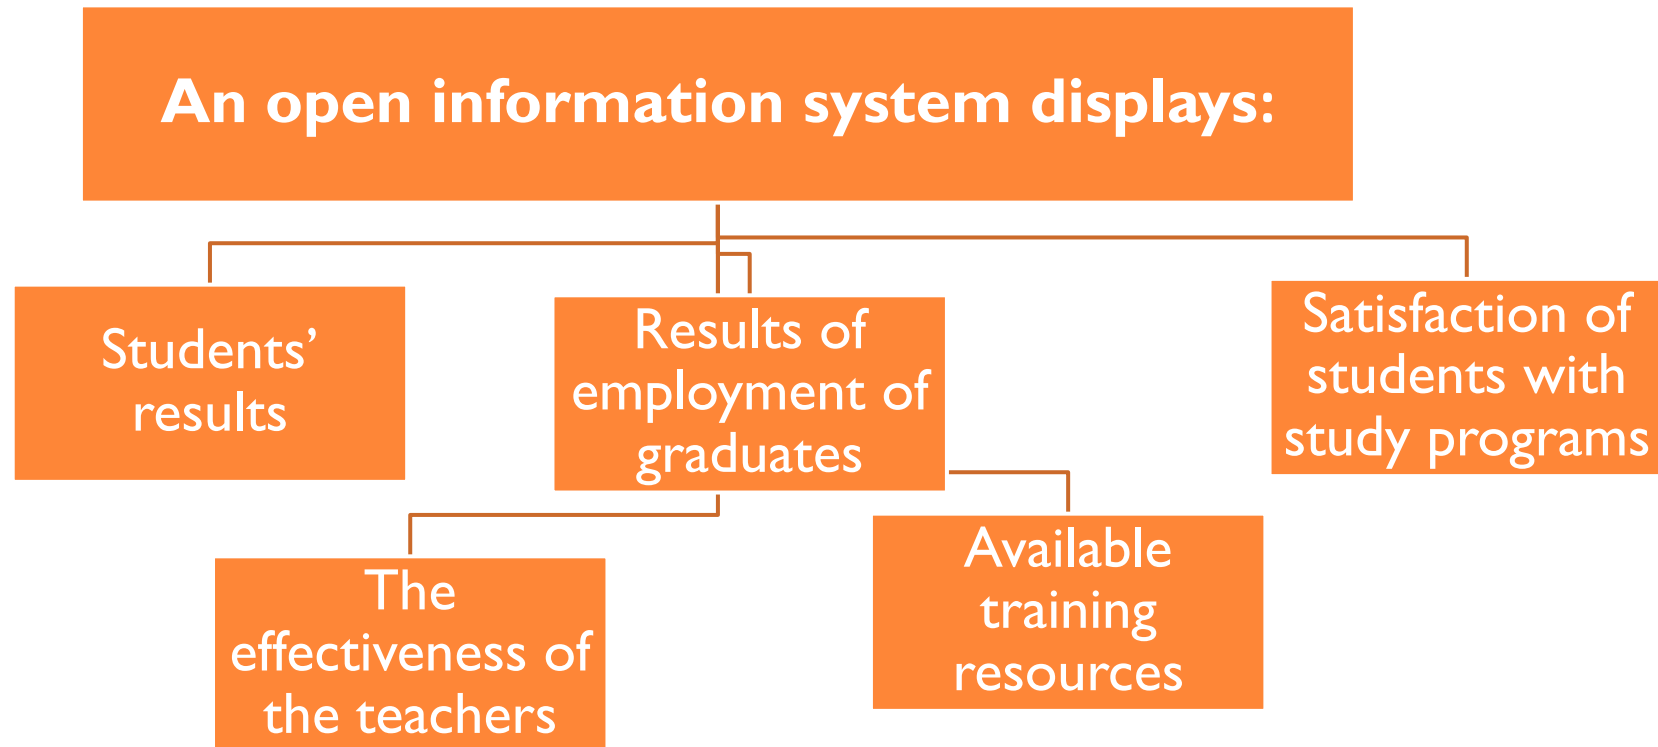 An open information system displays:
Students’
results
Results of
employment of
graduates
Satisfaction of
students with
study programs
The
effectiveness of
the teachers
Available
training
resources